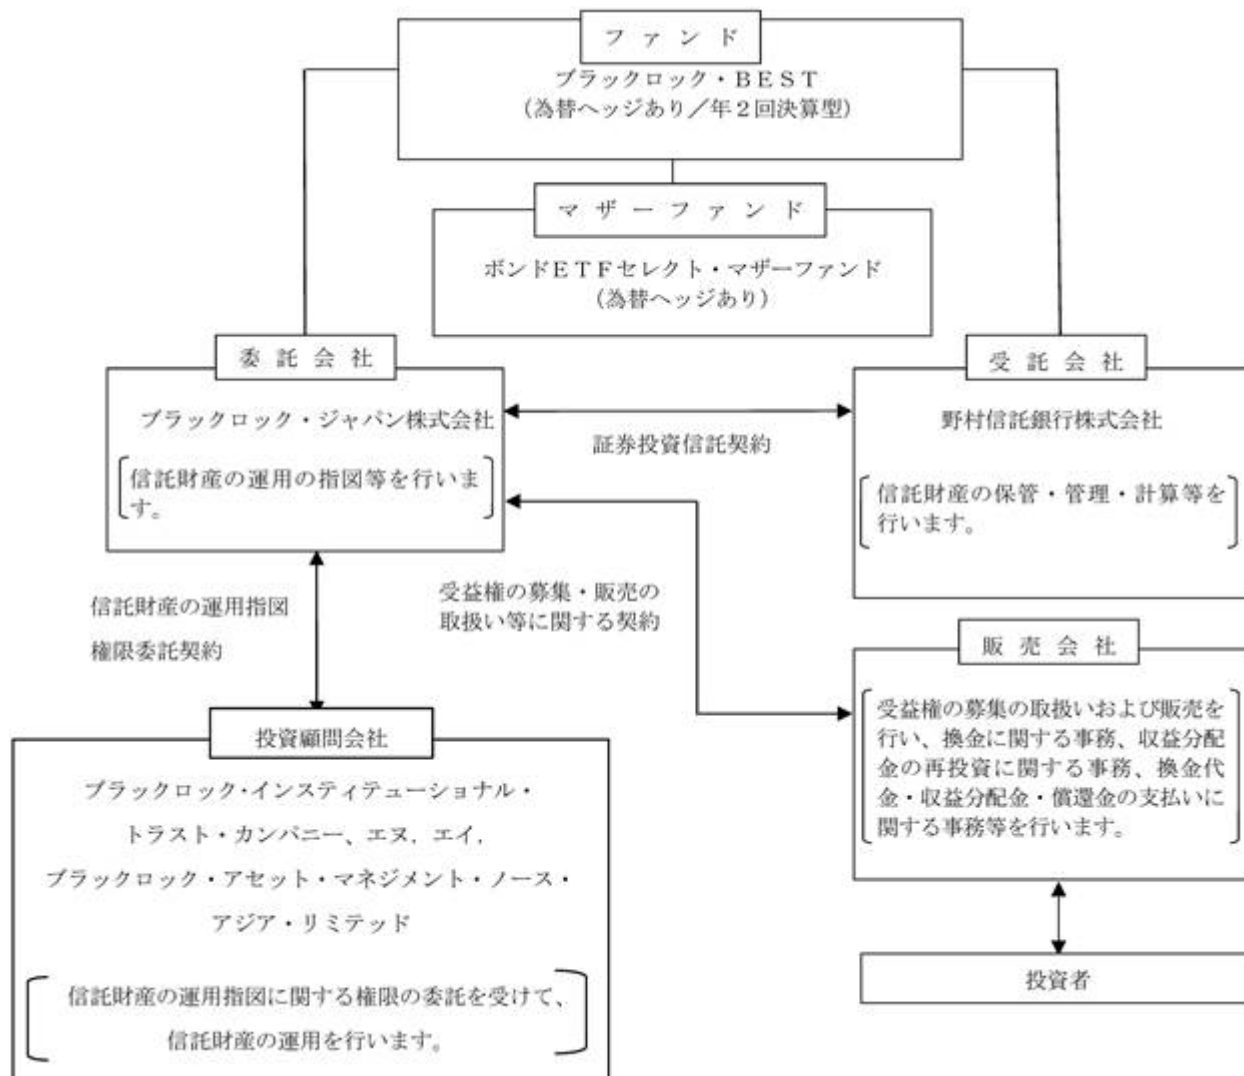 ファンド
ブラックロック・ＢＥＳＴ
（為替ヘッジあり／年２回決算型）
マザーファンド
ボンドＥＴＦセレクト・マザーファンド
（為替ヘッジあり）
委託会社
ブラックロック・ジャパン株式会社
信託財産の運用の指図等を行いま
す。
証券投資信託契約
受託会社
野村信託銀行株式会社
信託財産の保管・管理・計算等を
行います。
信託財産の運用指図
権限委託契約
受益権の募集・販売の
取扱い等に関する契約
販売会社
受益権の募集の取扱いおよび販売を
行い、換金に関する事務、収益分配
金の再投資に関する事務、換金代
金・収益分配金・償還金の支払いに
関する事務等を行います。
投資顧問会社
ブラックロック・インスティテューショナル・
トラスト・カンパニー、エヌ．エイ．
ブラックロック・アセット・マネジメント・ノース・
アジア・リミテッド
信託財産の運用指図に関する権限の委託を受けて、
信託財産の運用を行います。
投資者